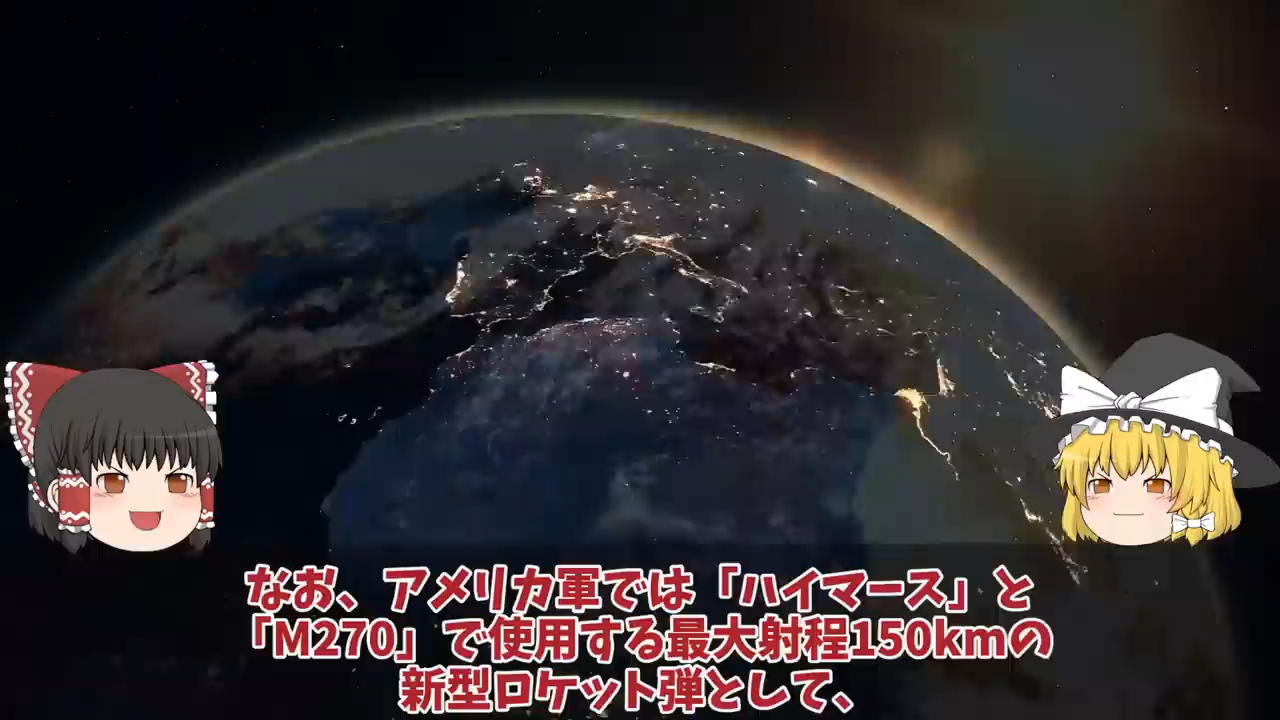 なお、アメリカ軍では「ハイマース」と
「M270」で使用する最大射程150kmの
新型ロケット弾として、